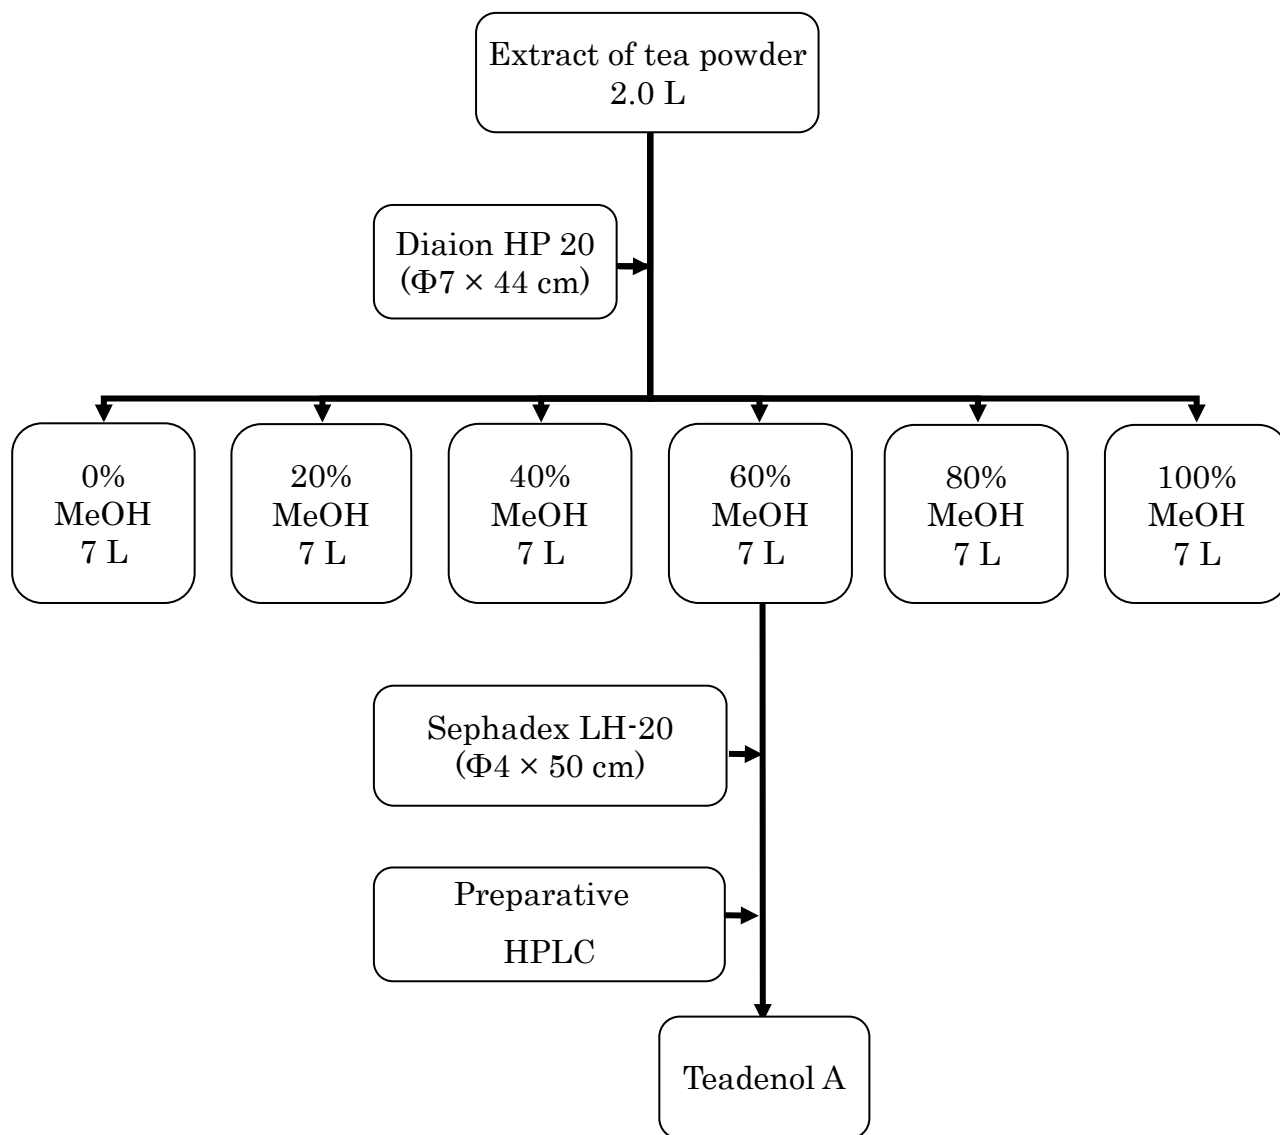 Extract of tea powder
2.0 L
Diaion HP 20
(Φ7 × 44 cm)
0%
MeOH
7 L
20%
MeOH
7 L
40%
MeOH
7 L
60%
MeOH
7 L
80%
MeOH
7 L
100%
MeOH
7 L
Sephadex LH-20
(Φ4 × 50 cm)
Preparative
HPLC
Teadenol A